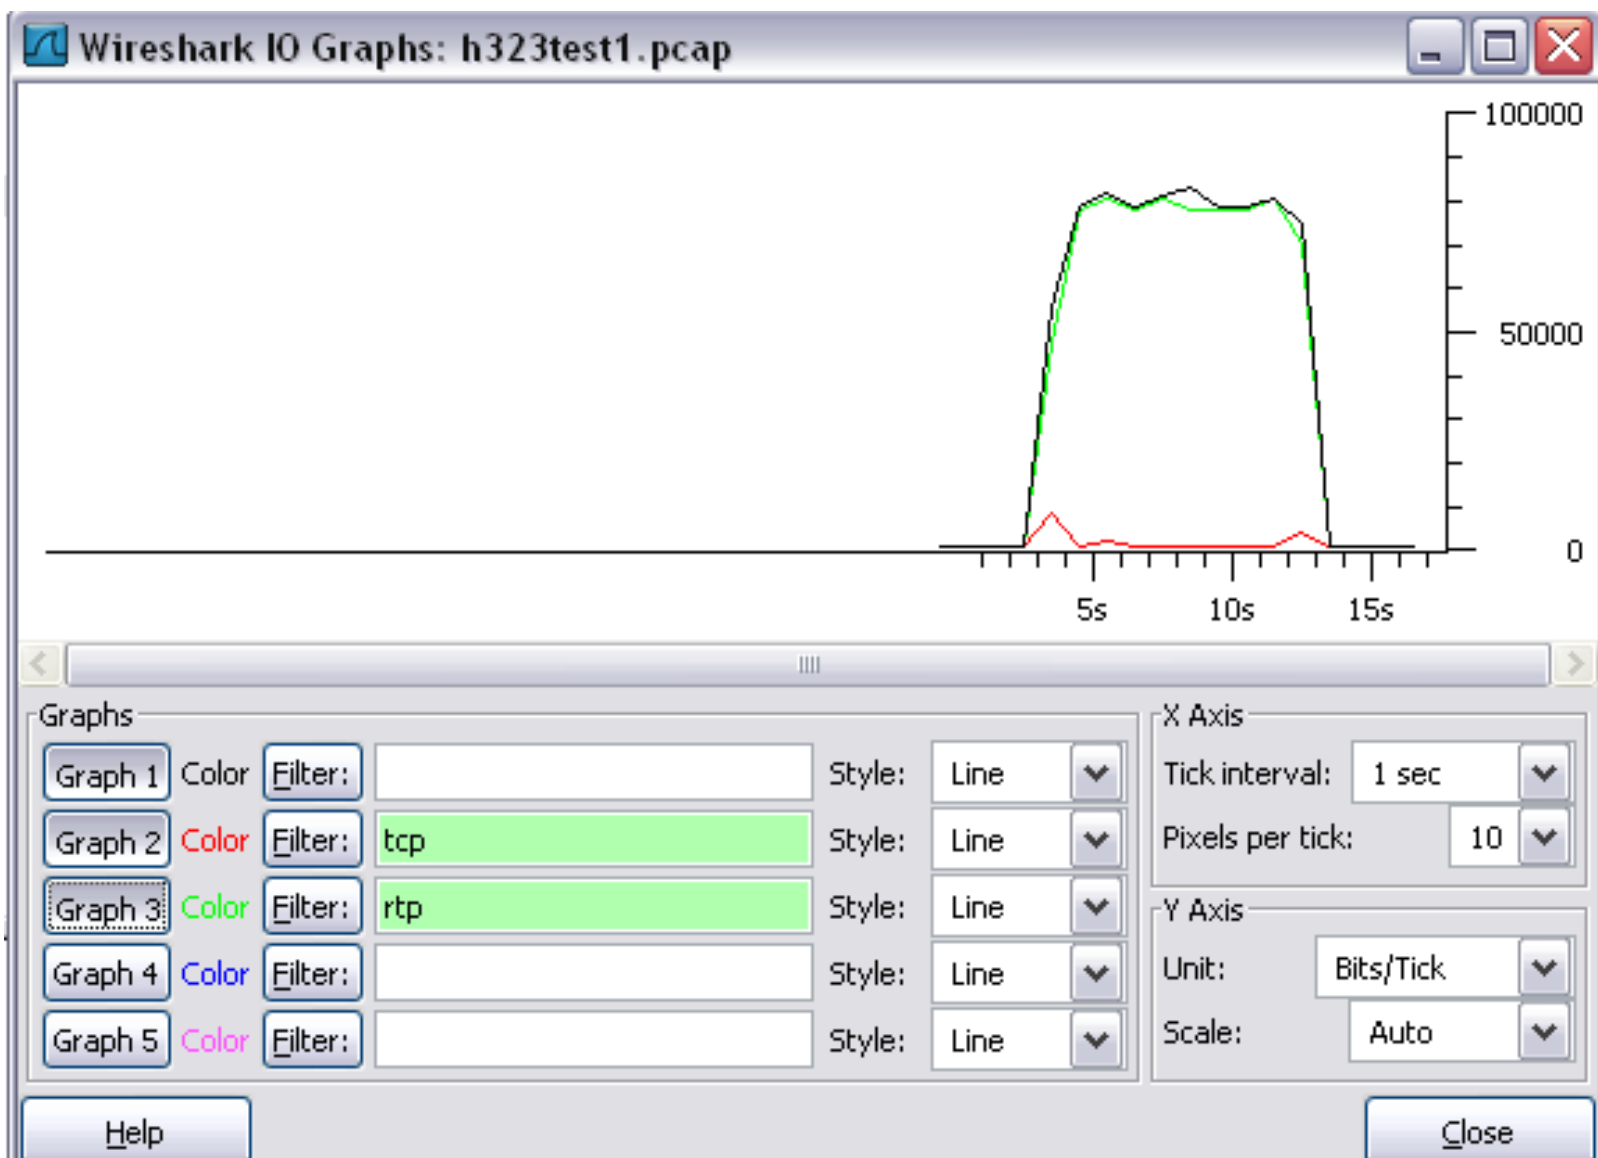 Wireshark IO Graphs: h323test1.pcap
100000
50000
0
5s 10s 15s
Graphs
Graph 1 Color Filter: Style: Line
Graph 2 Color Filter: tcp Style: Line
Graph 3 Color Filter: rtp Style: Line
Graph 4 Color Filter: Style: Line
Graph 5 Color Filter: Style: Line
X Axis
Tick interval: 1 sec
Pixels per tick: 10
Y Axis
Unit: Bits/Tick
Scale: Auto
Help Close